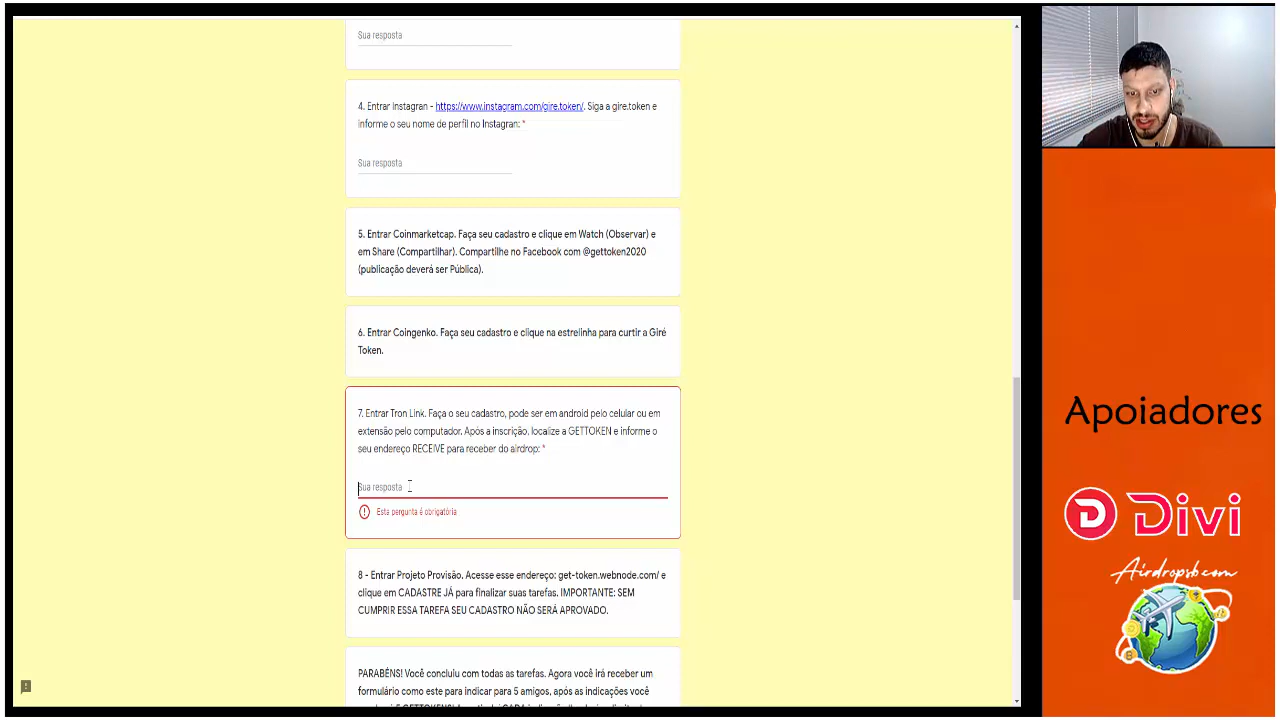 Sua resposta
4. Entrar Instagran - https://www.instagram.com/gire.token/. Siga a gire.token e
informe o seu nome de perfil no Instagran: *
Sua resposta
5. Entrar Coinmarketcap. Faça seu cadastro e clique em Watch (Observar) e
em Share (Compartilhar). Compartilhe no Facebook com @gettoken2020
(publicação deverá ser Pública).
6. Entrar Coingenko. Faça seu cadastro e clique na estrelinha para curtir a Giré
Token.
7. Entrar Tron Link. Faça o seu cadastro, pode ser em android pelo celular ou em
extensão pelo computador. Após a inscrição, localize a GETTOKEN e informe o
seu endereço RECEIVE para receber do airdrop: *
Sua resposta
Esta pergunta é obrigatória
8 - Entrar Projeto Provisão. Acesse esse endereço: get-token.webnode.com/ e
clique em CADASTRE JÁ para finalizar suas tarefas. IMPORTANTE: SEM
CUMPRIR ESSA TAREFA SEU CADASTRO NÃO SERÁ APROVADO.
PARABÉNS! Você concluiu com todas as tarefas. Agora você irá receber um
formulário como este para indicar para 5 amigos, após as indicações você
Apoiadores
Divi
Airdropsb.com